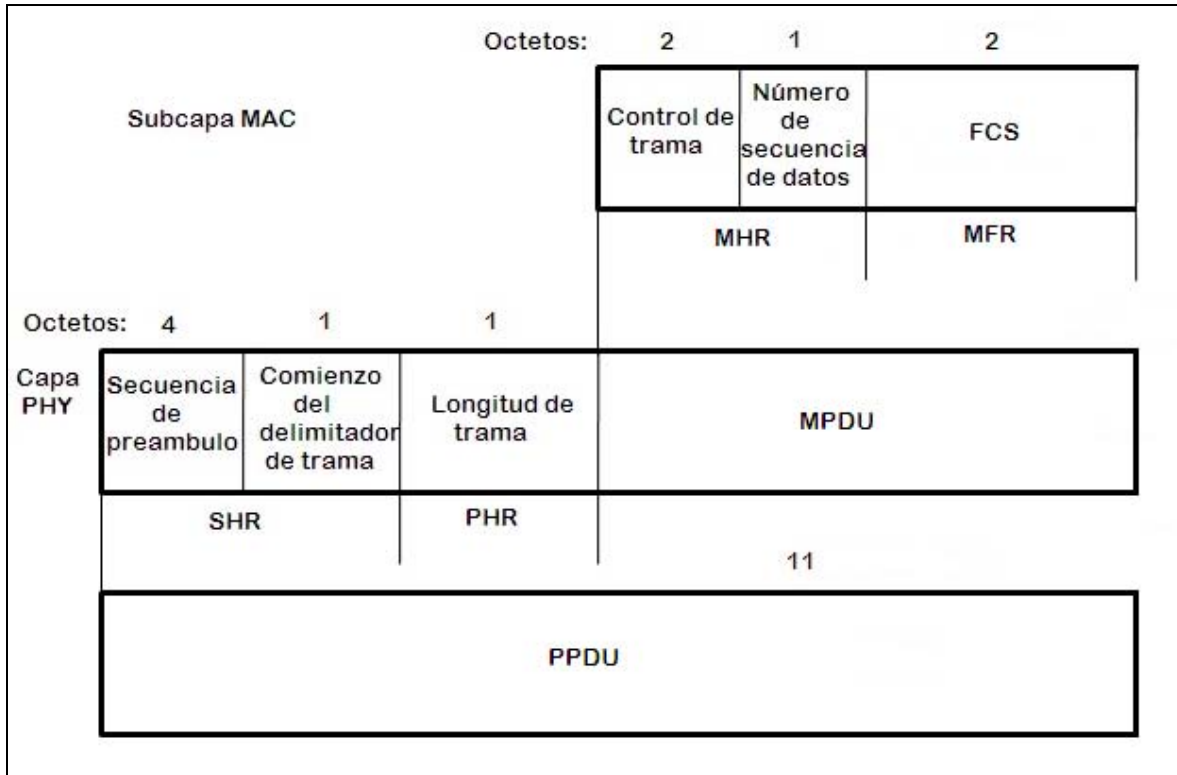 Octetos: 2 1 2
Subcapa MAC
Control de
trama
Número
de
secuencia
de datos
FCS
MHR MFR
Octetos: 4 1 1
Capa
PHY
Secuencia
de
preambulo
Comienzo
del
delimitador
de trama
Longitud de
trama
MPDU
SHR PHR
11
PPDU